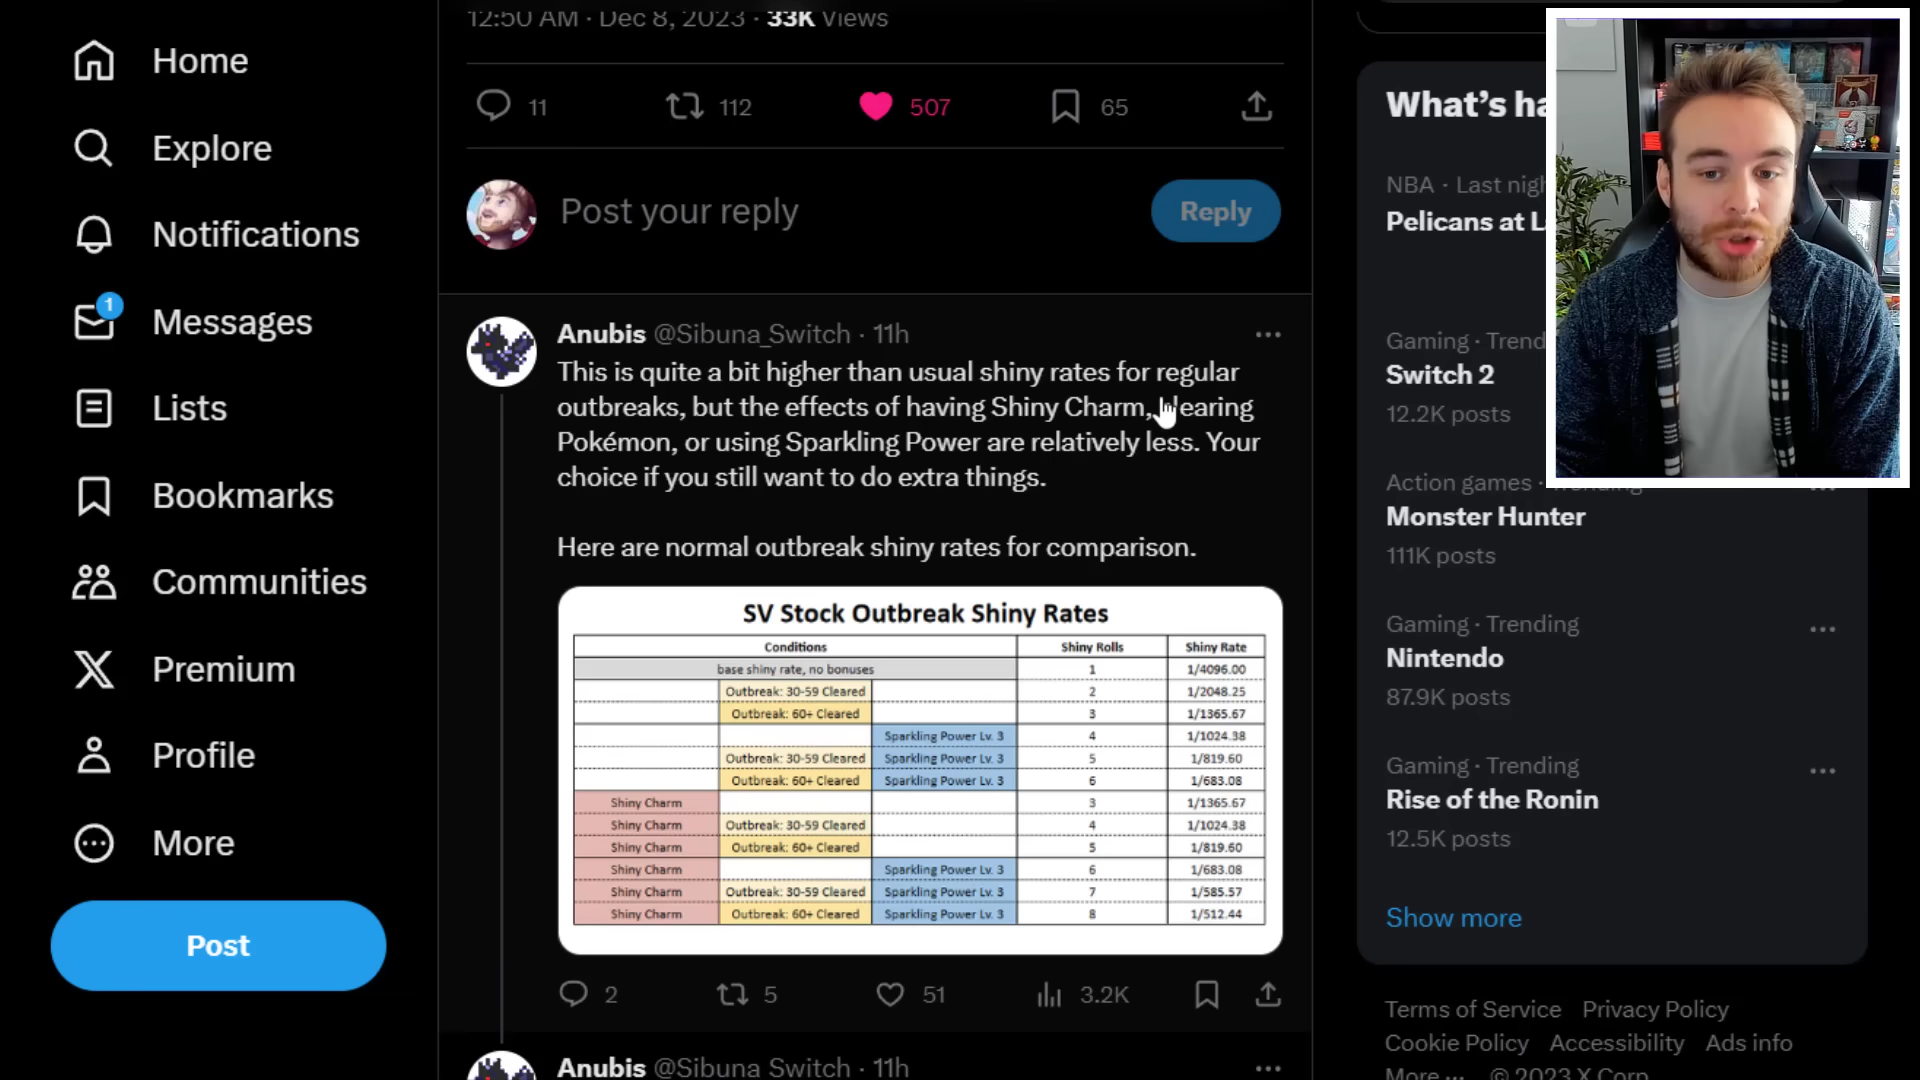 12:50 AM · Dec 8, 2023 · 33K Views
11 112 507 65
Post your reply
Reply
Home
Explore
Notifications
1
Messages
Lists
Bookmarks
Communities
Premium
Profile
More
Post
Anubis @Sibuna_Switch · 11h
This is quite a bit higher than usual shiny rates for regular
outbreaks, but the effects of having Shiny Charm, learing
Pokémon, or using Sparkling Power are relatively less. Your
choice if you still want to do extra things.
Here are normal outbreak shiny rates for comparison.
SV Stock Outbreak Shiny Rates
Conditions Shiny Rolls Shiny Rate
base shiny rate, no bonuses 1 1/4096.00
Outbreak: 30-59 Cleared 2 1/2048.25
Outbreak: 60+ Cleared 3 1/1365.67
Sparkling Power Lv. 3 4 1/1024.38
Outbreak: 30-59 Cleared Sparkling Power Lv. 3 5 1/819.60
Outbreak: 60+ Cleared Sparkling Power Lv. 3 6 1/683.08
Shiny Charm 3 1/1365.67
Shiny Charm Outbreak: 30-59 Cleared 4 1/1024.38
Shiny Charm Outbreak: 60+ Cleared 5 1/819.60
Shiny Charm Sparkling Power Lv. 3 6 1/683.08
Shiny Charm Outbreak: 30-59 Cleared Sparkling Power Lv. 3 7 1/585.57
Shiny Charm Outbreak: 60+ Cleared Sparkling Power Lv. 3 8 1/512.44
2 5 51 3.2K
Anubis @Sibuna_Switch · 11h
What's ha
NBA · Last nigh
Pelicans at L
Gaming · Trend
Switch 2
12.2K posts
Action games · Trending
Monster Hunter
111K posts
Gaming · Trending
Nintendo
87.9K posts
Gaming · Trending
Rise of the Ronin
12.5K posts
Show more
Terms of Service Privacy Policy
Cookie Policy Accessibility Ads info
More ... © 2023 X Corp.